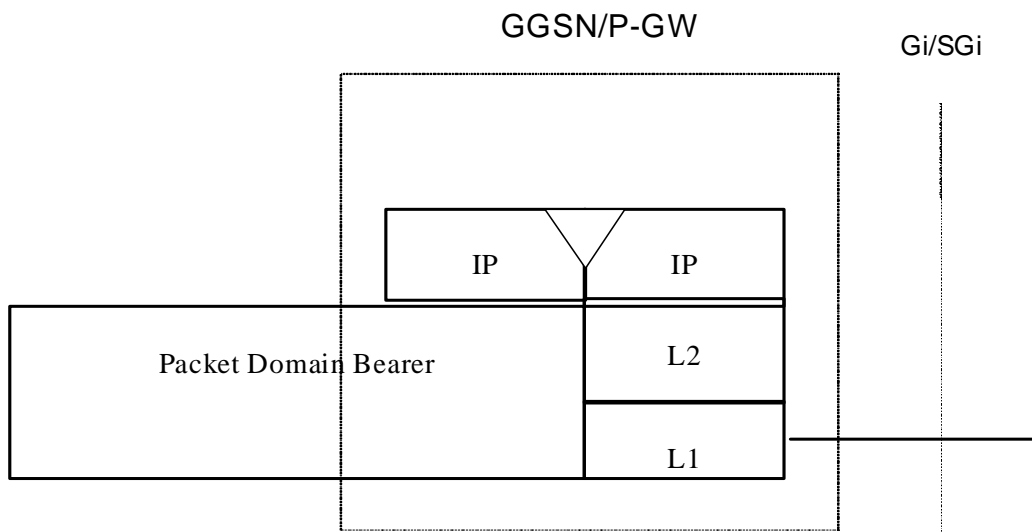 GGSN/P-GW
Gi/SGi
IP
IP
Packet Domain Bearer
L2
L1